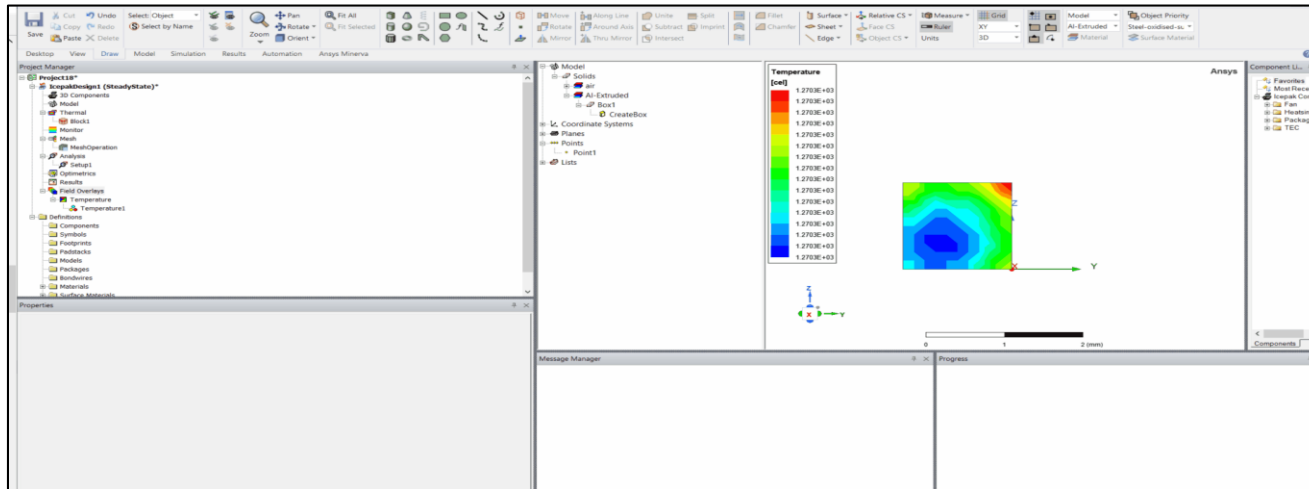 Save
Cut
Copy
Paste
Undo
Redo
Delete
Select: Object
Select by Name
Zoom
Pan
Rotate
Orient
Fit All
Fit Selected
Move
Rotate
Mirror
Along Line
Around Axis
Thru Mirror
Unite
Subtract
Intersect
Split
Imprint
Fillet
Chamfer
Surface
Sheet
Edge
Relative CS
Face CS
Object CS
Measure
Ruler
Units
Grid
XY
3D
Model
Al-Extruded
Material
Object Priority
Surface Material
Desktop View Draw Model Simulation Results Automation Ansys Minerva
Project Manager
Project18*
IcepakDesign1 (SteadyState)*
3D Components
Model
Thermal
Block1
Monitor
Mesh
MeshOperation
Analysis
Setup1
Optimetrics
Results
Field Overlays
Temperature
Temperature1
Definitions
Components
Symbols
Footprints
Padstacks
Models
Packages
Bondwires
Materials
Surface Materials
Properties
Model
Solids
air
Al-Extruded
Box1
CreateBox
Coordinate Systems
Planes
Points
Point1
Lists
Temperature
[cel]
1.2703E+03
1.2703E+03
1.2703E+03
1.2703E+03
1.2703E+03
1.2703E+03
1.2703E+03
1.2703E+03
1.2703E+03
1.2703E+03
1.2703E+03
1.2703E+03
1.2703E+03
Ansys
Z
X
Y
Z
X
Y
0 1 2 (mm)
Component Li...
Favorites
Most Rece
Icepak Con
Fan
Heatsin
Packag
TEC
Components
Message Manager
Progress